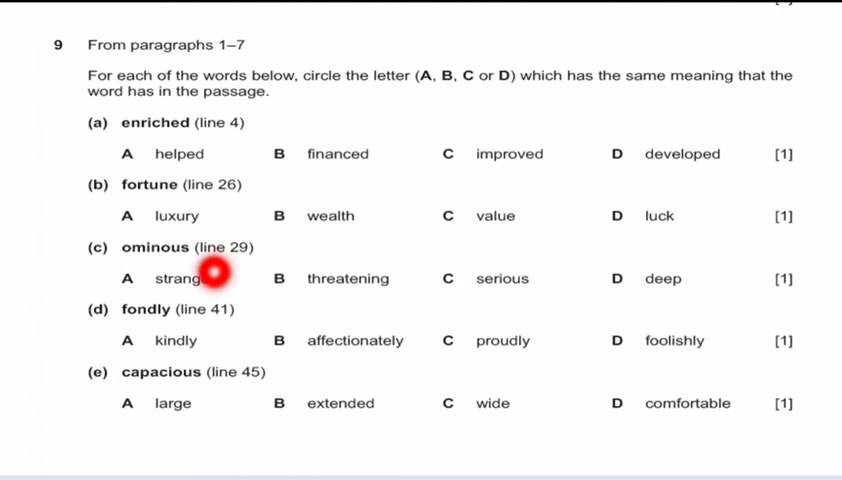 9 From paragraphs 1–7
For each of the words below, circle the letter (A, B, C or D) which has the same meaning that the
word has in the passage.
(a) enriched (line 4)
A helped B financed C improved D developed [1]
(b) fortune (line 26)
A luxury B wealth C value D luck [1]
(c) ominous (line 29)
A B threatening C serious D deep [1]
(d) fondly (line 41)
A kindly B affectionately C proudly D foolishly [1]
(e) capacious (line 45)
A large B extended C wide D comfortable [1]